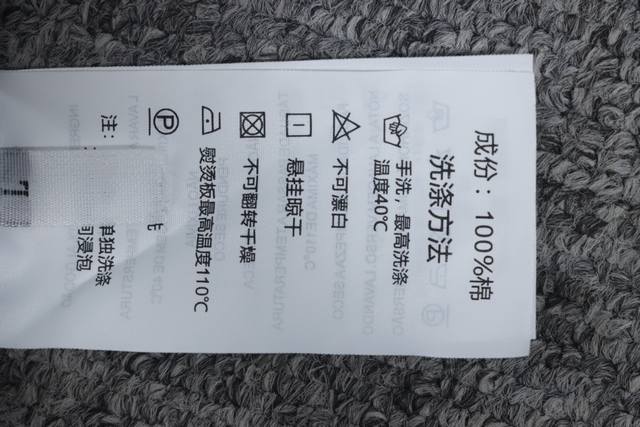 成份：100%棉
洗涤方法
手洗，最高洗涤
温度40℃
不可漂白
悬挂晾干
不可翻转干燥
熨烫板最高温度110℃
P
注：
单独洗涤
间浸泡